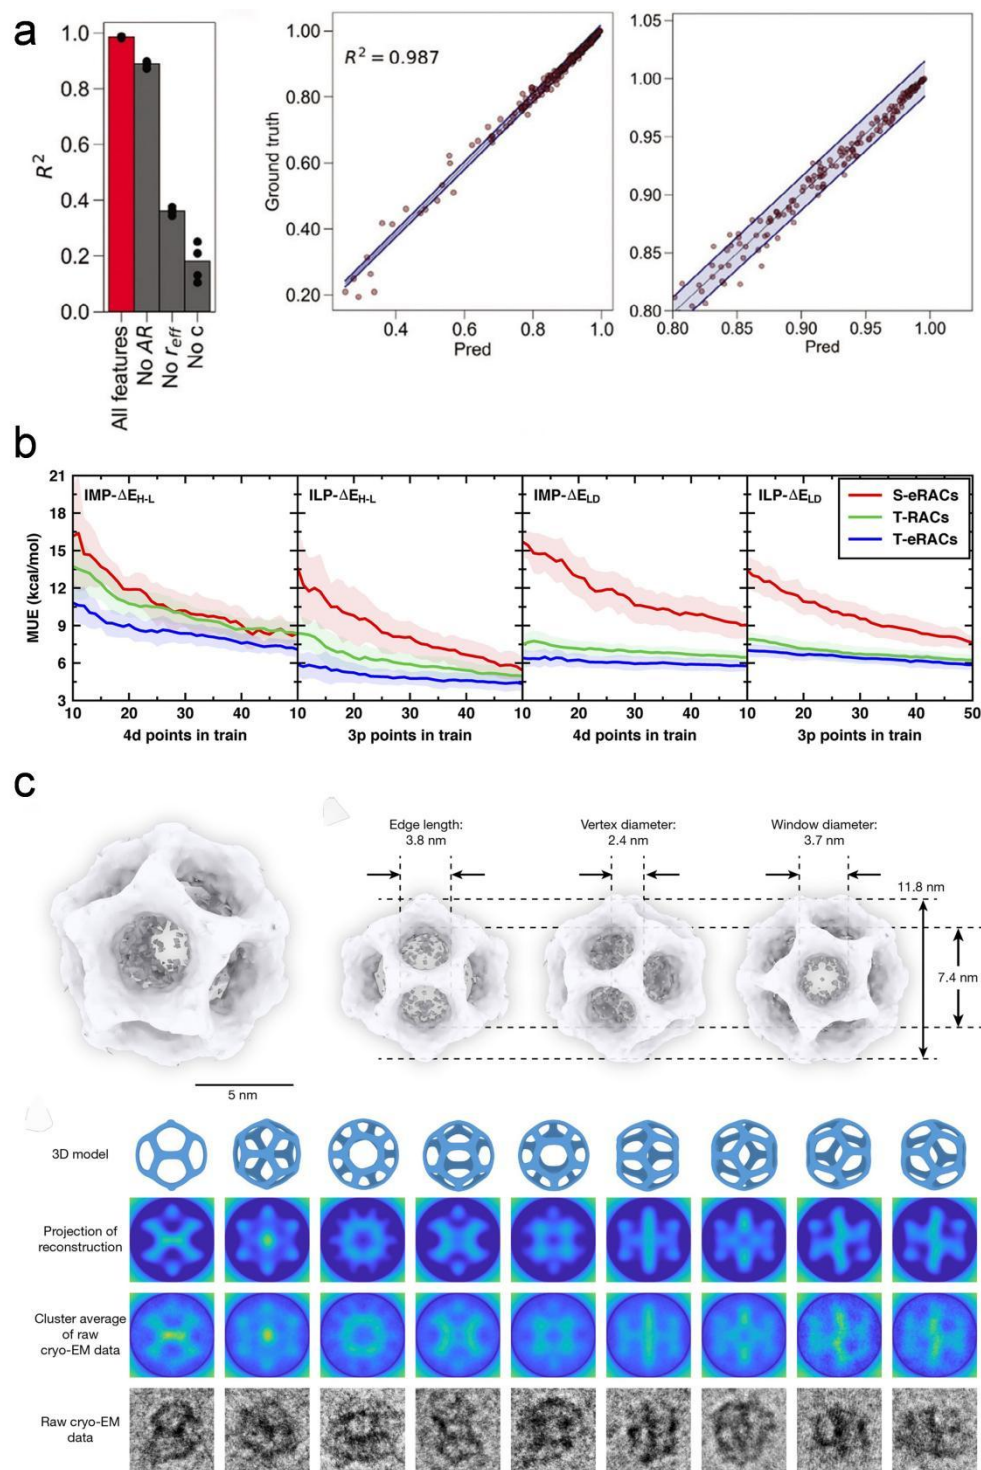 a
1.0
0.8
0.6
0.4
0.2
0.0
R²
All features
No AR
No r_eff
No c
R² = 0.987
Ground truth
1.00
0.80
0.60
0.40
0.20
0.4
0.6
0.8
1.0
Pred
1.05
1.00
0.95
0.90
0.85
0.80
0.80
0.85
0.90
0.95
1.00
Pred
b
MUE (kcal/mol)
21
18
15
12
9
6
3
IMP-ΔE_H-L
ILP-ΔE_H-L
IMP-ΔE_LD
ILP-ΔE_LD
S-eRACs
T-RACs
T-eRACs
10 20 30 40 10 20 30 40 10 20 30 40 10 20 30 40 50
4d points in train
3p points in train
4d points in train
3p points in train
c
Edge length:
3.8 nm
Vertex diameter:
2.4 nm
Window diameter:
3.7 nm
11.8 nm
7.4 nm
5 nm
3D model
Projection of
reconstruction
Cluster average
of raw
cryo-EM data
Raw cryo-EM
data